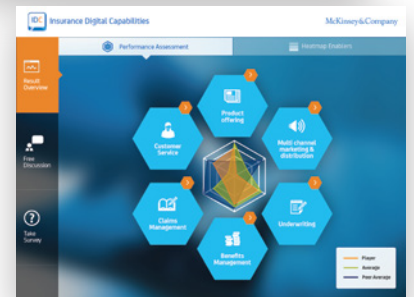 IDC Insurance Digital Capabilities
McKinsey&Company
Performance Assessment
Heatmap Enablers
Result
Overview
Free
Discussion
Take
Survey
Product
offering
Customer
Service
Multi channel
marketing &
distribution
Claims
Management
Underwriting
Benefits
Management
Player
Average
Peer Average